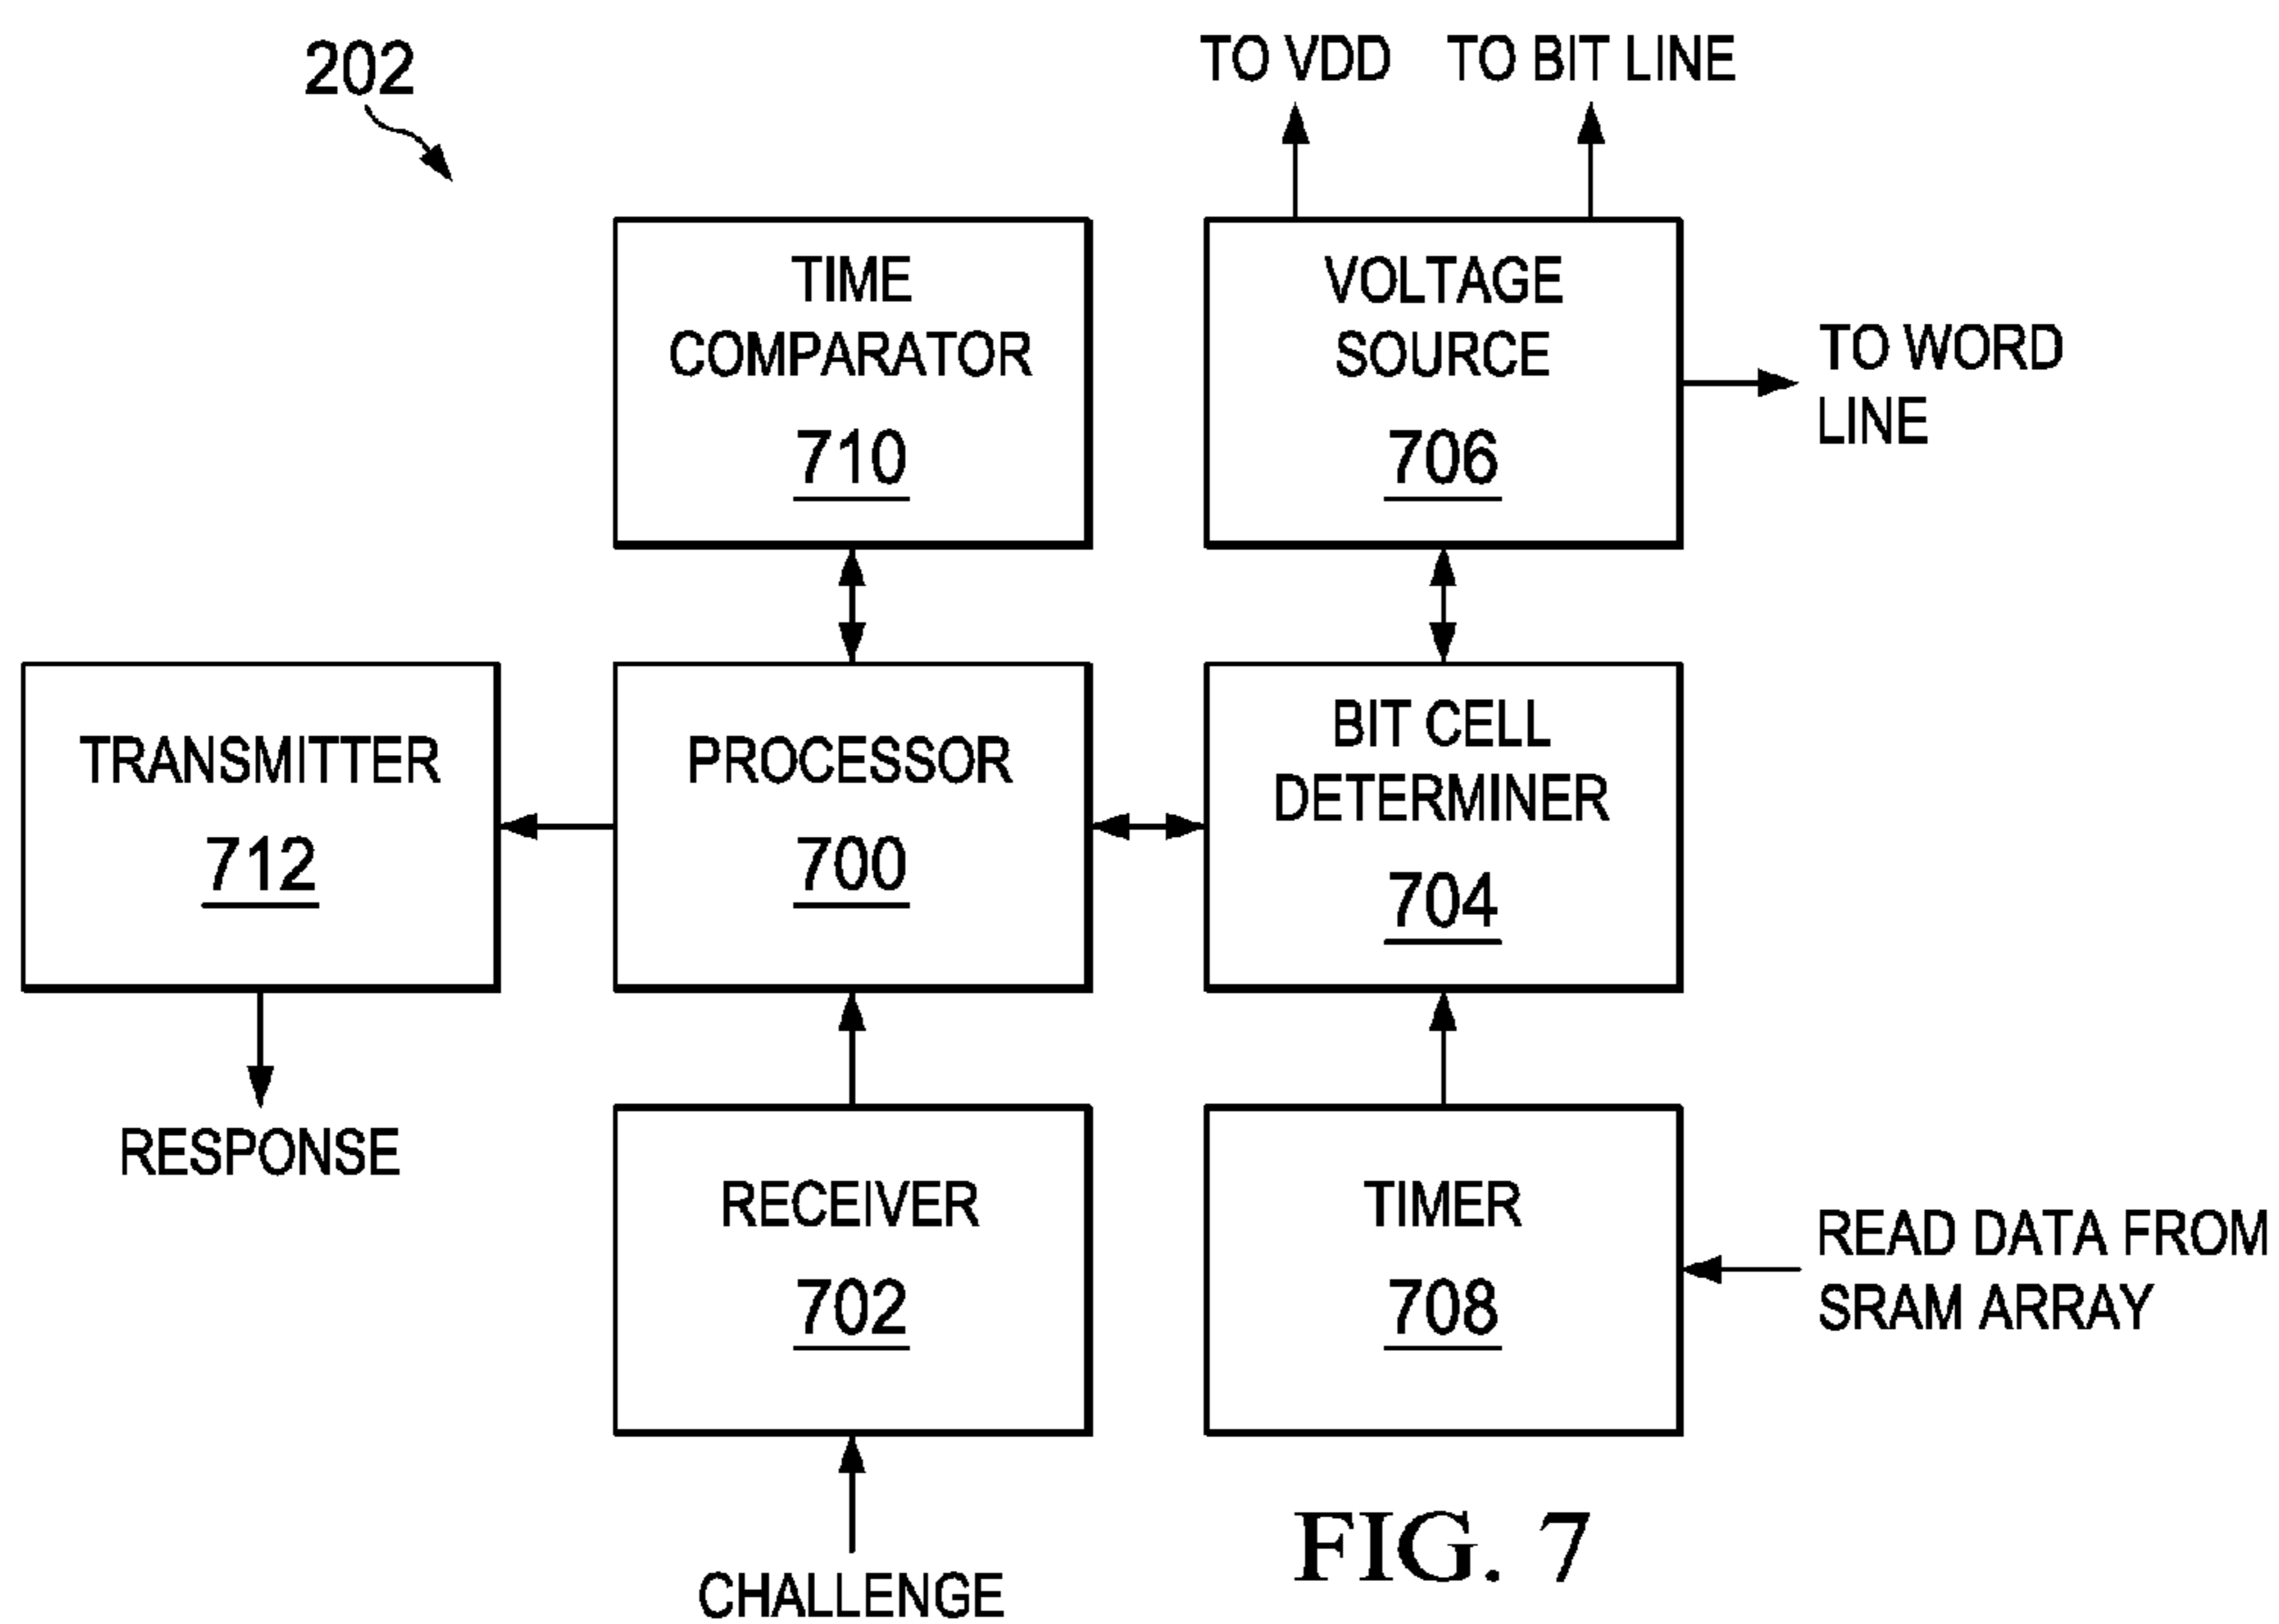 202
TO VDD
TO BIT LINE
TIME
COMPARATOR
710
VOLTAGE
SOURCE
706
TO WORD
LINE
TRANSMITTER
712
PROCESSOR
700
BIT CELL
DETERMINER
704
RESPONSE
RECEIVER
702
TIMER
708
READ DATA FROM
SRAM ARRAY
CHALLENGE
FIG. 7